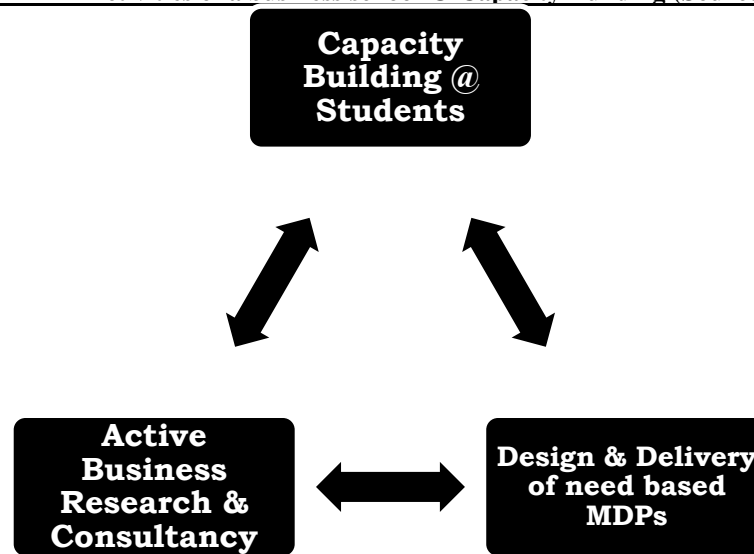 Capacity
Building @
Students
Active
Business
Research &
Consultancy
Design & Delivery
of need based
MDPs